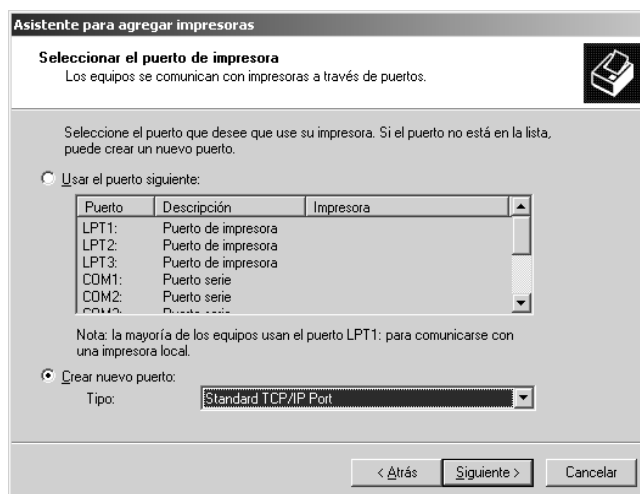 Asistente para agregar impresoras
Seleccionar el puerto de impresora
Los equipos se comunican con impresoras a través de puertos.
Seleccione el puerto que desee que use su impresora. Si el puerto no está en la lista,
puede crear un nuevo puerto.
Usar el puerto siguiente:
Puerto Descripción Impresora
LPT1: Puerto de impresora
LPT2: Puerto de impresora
LPT3: Puerto de impresora
COM1: Puerto serie
COM2: Puerto serie
COM3: Puerto serie
Nota: la mayoría de los equipos usan el puerto LPT1: para comunicarse con
una impresora local.
Crear nuevo puerto:
Tipo: Standard TCP/IP Port
< Atrás Siguiente > Cancelar